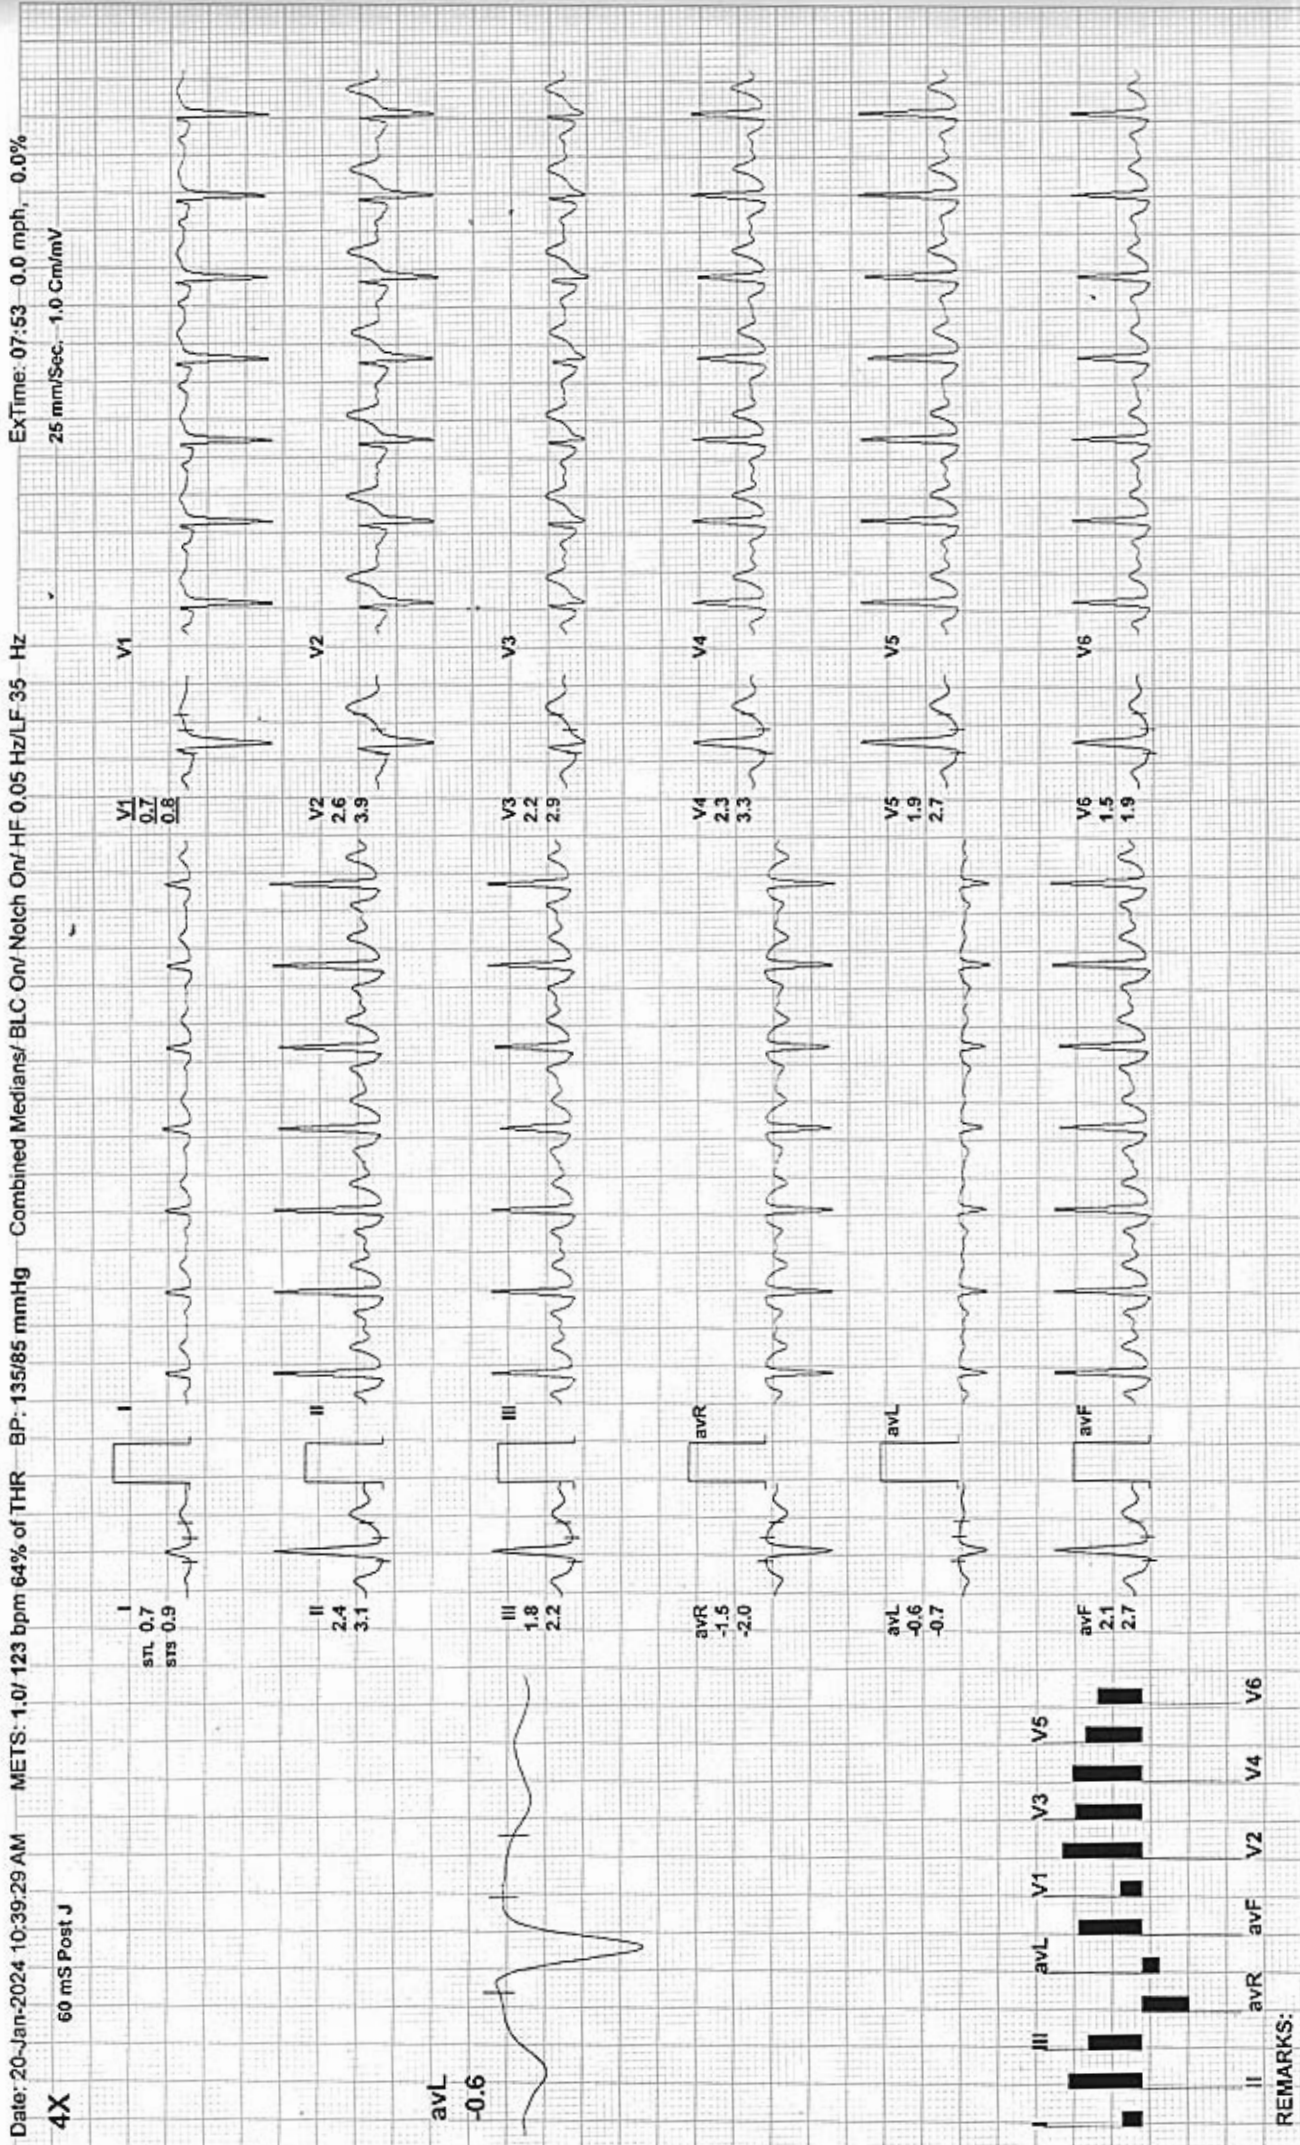 Date: 20-Jan-2024 10:39:29 AM METS: 1.0/ 123 bpm 64% of THR BP: 135/85 mmHg Combined Medians/ BLC On/ Notch On/ HF 0.05 Hz/LF 35 Hz ExTime: 07:53 0.0 mph, 0.0%
4X 60 mS Post J 25 mm/Sec. 1.0 Cm/mV
avL
-0.6
I
STL 0.7
STS 0.9
I
V1
0.7
0.8
V1
II
2.4
3.1
II
V2
2.6
3.9
V2
III
1.8
2.2
III
V3
2.2
2.9
V3
avR
-1.5
-2.0
avR
V4
2.3
3.3
V4
avL
-0.6
-0.7
avL
V5
1.9
2.7
V5
avF
2.1
2.7
avF
V6
1.5
1.9
V6
I III avL V1 V3 V5
II avR avF V2 V4 V6
REMARKS: